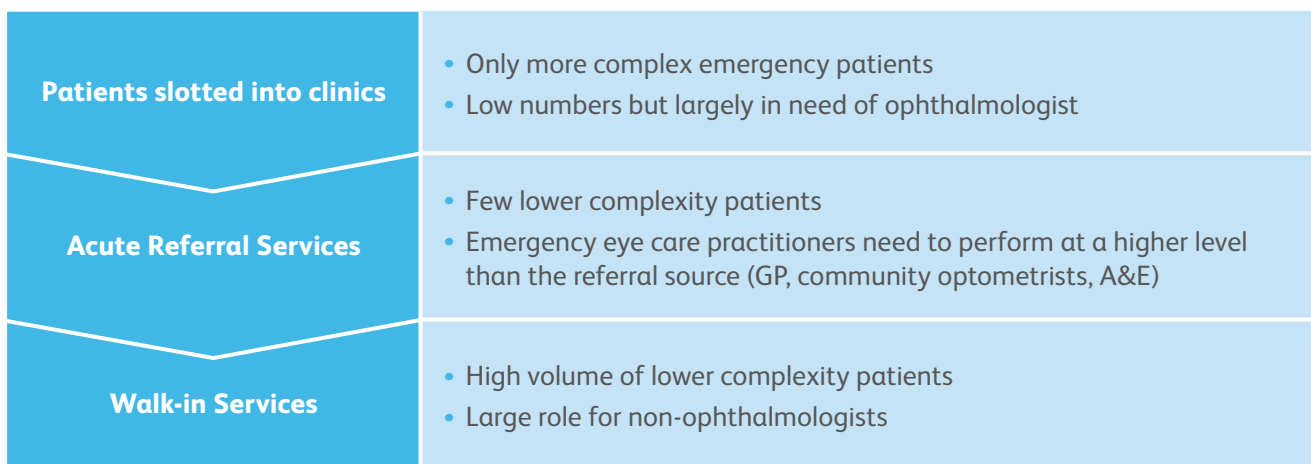 Patients slotted into clinics
• Only more complex emergency patients
• Low numbers but largely in need of ophthalmologist
Acute Referral Services
• Few lower complexity patients
• Emergency eye care practitioners need to perform at a higher level
than the referral source (GP, community optometrists, A&E)
Walk-in Services
• High volume of lower complexity patients
• Large role for non-ophthalmologists